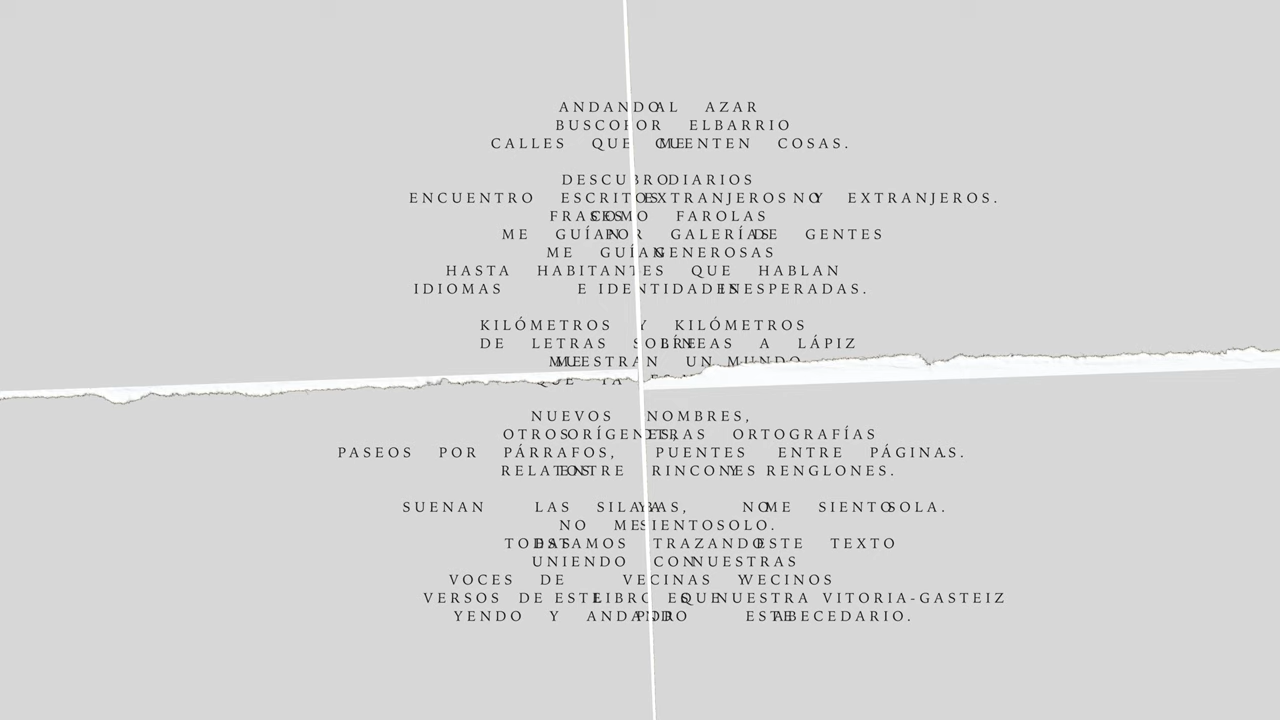 ANDANDO AL AZAR
BUSCO POR EL BARRIO
CALLES QUE ME CUENTEN COSAS.
DESCUBRO DIARIOS
ENCUENTRO ESCRITOS EXTRANJEROS Y NO EXTRANJEROS.
FRASES COMO FAROLAS
ME GUÍAN POR GALERÍAS DE GENTES
ME GUÍAN GENEROSAS
HASTA HABITANTES QUE HABLAN
IDIOMAS E IDENTIDADES INESPERADAS.
KILÓMETROS Y KILÓMETROS
DE LETRAS SOBRE LÍNEAS A LÁPIZ
ME MUESTRAN UN MUNDO
QUE YA
NUEVOS NOMBRES,
OTROS ORÍGENES, OTRAS ORTOGRAFÍAS
PASEOS POR PÁRRAFOS, PUENTES ENTRE PÁGINAS.
RELATOS ENTRE RINCONES Y RENGLONES.
SUENAN LAS SILABAS, YA NO ME SIENTO SOLA.
NO ME SIENTO SOLO.
TODAS ESTAMOS TRAZANDO ESTE TEXTO
UNIENDO CON NUESTRAS
VOCES DE VECINAS Y VECINOS
VERSOS DE ESTE LIBRO QUE ES NUESTRA VITORIA-GASTEIZ
YENDO Y ANDANDO POR ESTE ABECEDARIO.